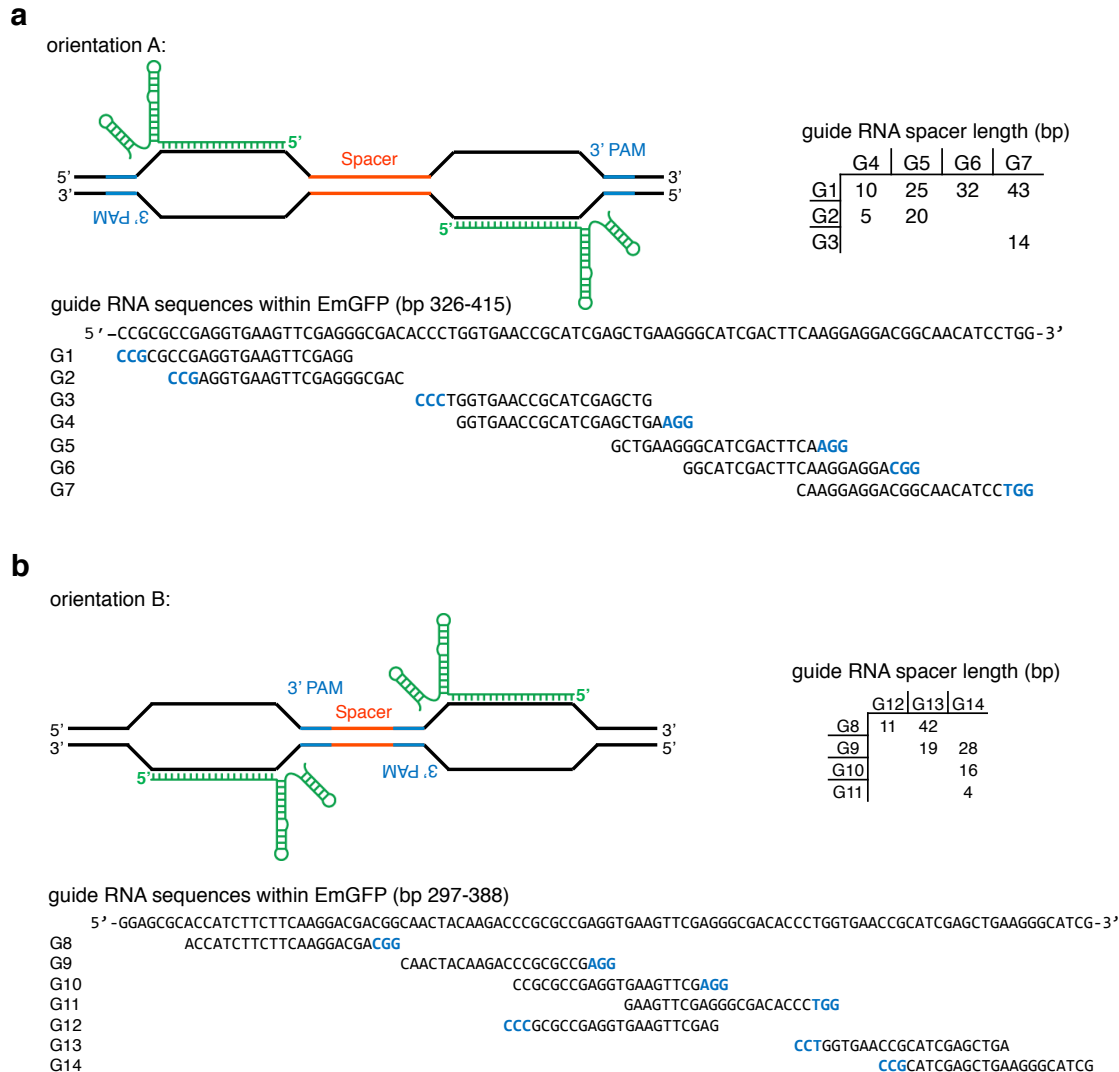 a
orientation A:
5’
Spacer
3’ PAM
5’
3’
3’
5’
3’ PAM
5’
guide RNA spacer length (bp)
G4 G5 G6 G7
G1 10 25 32 43
G2 5 20
G3 14
guide RNA sequences within EmGFP (bp 326-415)
5’-CCGCGCCGAGGTGAAGTTCGAGGGCGACACCCTGGTGAACCGCATCGAGCTGAAGGGCATCGACTTCAAGGAGGACGGCAACATCCTGG-3’
G1 CCGCGCCGAGGTGAAGTTCGAGG
G2 CCGAGGTGAAGTTCGAGGGCGAC
G3 CCCTGGTGAACCGCATCGAGCTG
G4 GGTGAACCGCATCGAGCTGAAGG
G5 GCTGAAGGGCATCGACTTCAAGG
G6 GGCATCGACTTCAAGGAGGACGG
G7 CAAGGAGGACGGCAACATCCTGG
b
orientation B:
3’ PAM
Spacer
5’
5’
3’
3’
5’
3’ PAM
5’
guide RNA spacer length (bp)
G12 G13 G14
G8 11 42
G9 19 28
G10 16
G11 4
guide RNA sequences within EmGFP (bp 297-388)
5’-GGAGCGCACCATCTTCTTCAAGGACGACGGCAACTACAAGACCCGCGCCGAGGTGAAGTTCGAGGGCGACACCCTGGTGAACCGCATCGAGCTGAAGGGCATCG-3’
G8 ACCATCTTCTTCAAGGACGACGG
G9 CAACTACAAGACCCGCGCCGAGG
G10 CCGCGCCGAGGTGAAGTTCGAGG
G11 GAAGTTCGAGGGCGACACCCTGG
G12 CCCGCGCCGAGGTGAAGTTCGAG
G13 CCTGGTGAACCGCATCGAGCTGA
G14 CCGCATCGAGCTGAAGGGCATCG